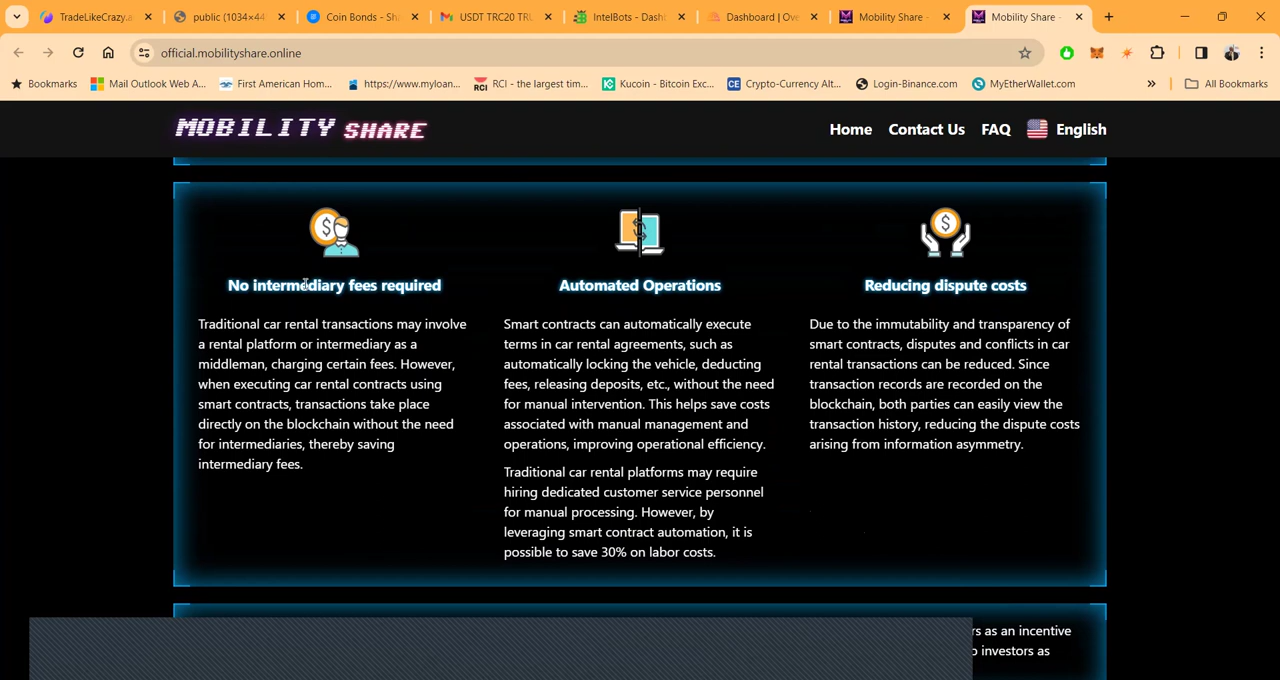 TradeLikeCrazy.a
public (1034×44
Coin Bonds - Sha
USDT TRC20 TRU
IntelBots - Dash
Dashboard | Ove
Mobility Share -
Mobility Share -
official.mobilityshare.online
Bookmarks
Mail Outlook Web A...
First American Hom...
https://www.myloan...
RCI - the largest tim...
Kucoin - Bitcoin Exc...
Crypto-Currency Alt...
Login-Binance.com
MyEtherWallet.com
»
All Bookmarks
MOBILITY SHARE
Home
Contact Us
FAQ
English
No intermediary fees required
Traditional car rental transactions may involve
a rental platform or intermediary as a
middleman, charging certain fees. However,
when executing car rental contracts using
smart contracts, transactions take place
directly on the blockchain without the need
for intermediaries, thereby saving
intermediary fees.
Automated Operations
Smart contracts can automatically execute
terms in car rental agreements, such as
automatically locking the vehicle, deducting
fees, releasing deposits, etc., without the need
for manual intervention. This helps save costs
associated with manual management and
operations, improving operational efficiency.
Traditional car rental platforms may require
hiring dedicated customer service personnel
for manual processing. However, by
leveraging smart contract automation, it is
possible to save 30% on labor costs.
Reducing dispute costs
Due to the immutability and transparency of
smart contracts, disputes and conflicts in car
rental transactions can be reduced. Since
transaction records are recorded on the
blockchain, both parties can easily view the
transaction history, reducing the dispute costs
arising from information asymmetry.
rs as an incentive
o investors as